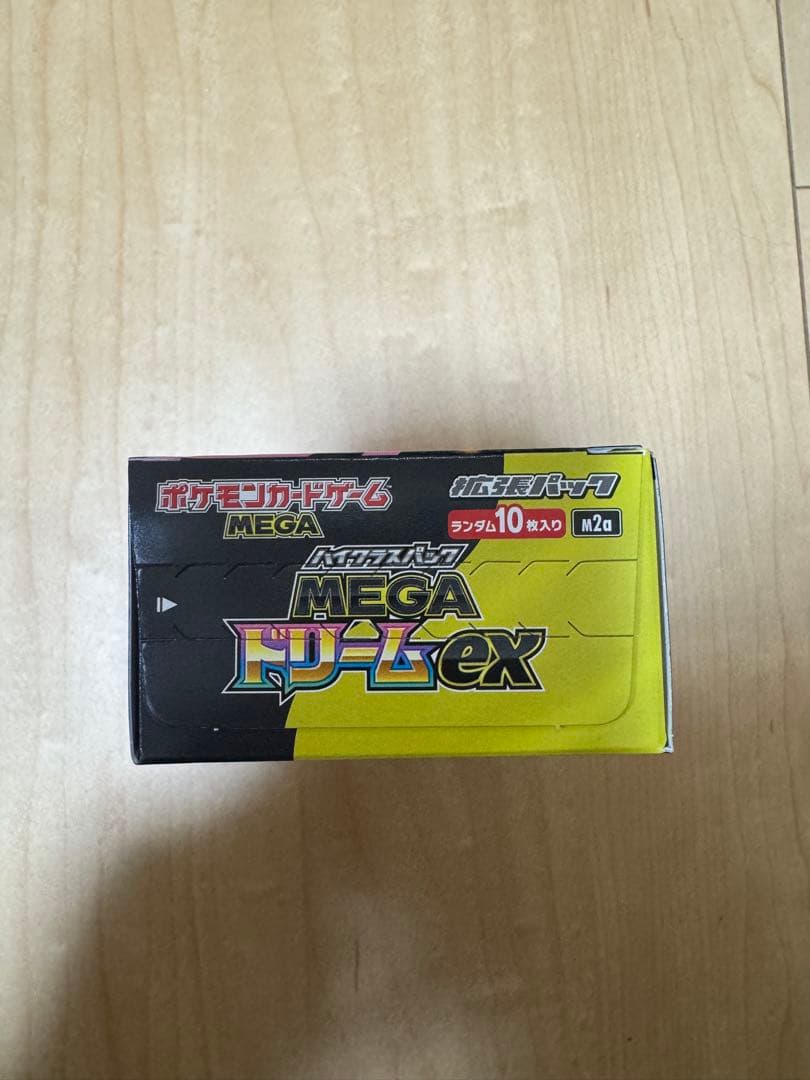 ポケモンカードゲーム
MEGA
拡張パック
ランダム10枚入り M2a
ハイクラスパック
MEGA
ドリームex